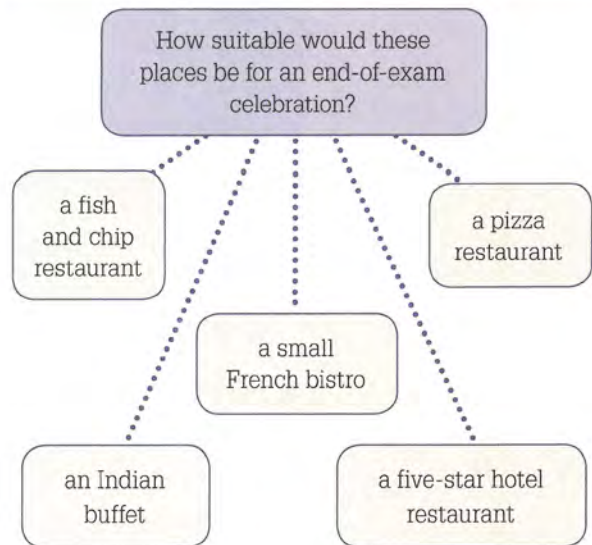 How suitable would these
places be for an end-of-exam
celebration?
a fish
and chip
restaurant
a pizza
restaurant
a small
French bistro
an Indian
buffet
a five-star hotel
restaurant